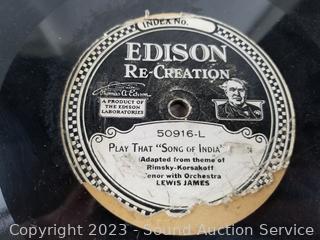 INDEX No.
EDISON
RE-CREATION
Thomas A Edison
A PRODUCT OF
THE EDISON
LABORATORIES
50916-L
PLAY THAT "SONG OF INDIA"
(Adapted from theme of
Rimsky-Korsakoff
enor with Orchestra
LEWIS JAMES
Copyright 2023 - Sound Auction Service